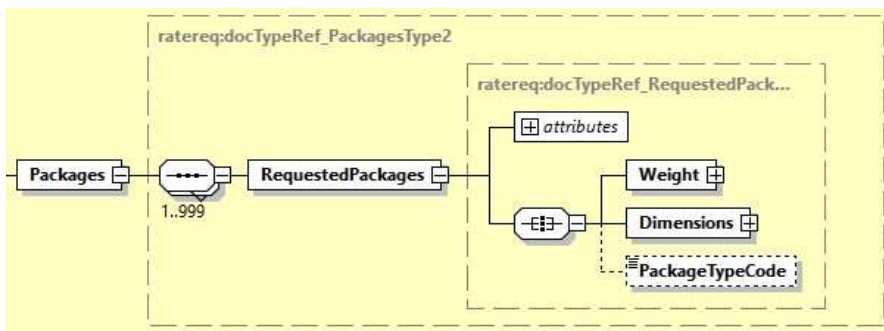 ratereq:docTypeRef_PackagesType2
ratereq:docTypeRef_RequestedPack...
attributes
Packages
RequestedPackages
Weight
1..999
Dimensions
PackageTypeCode